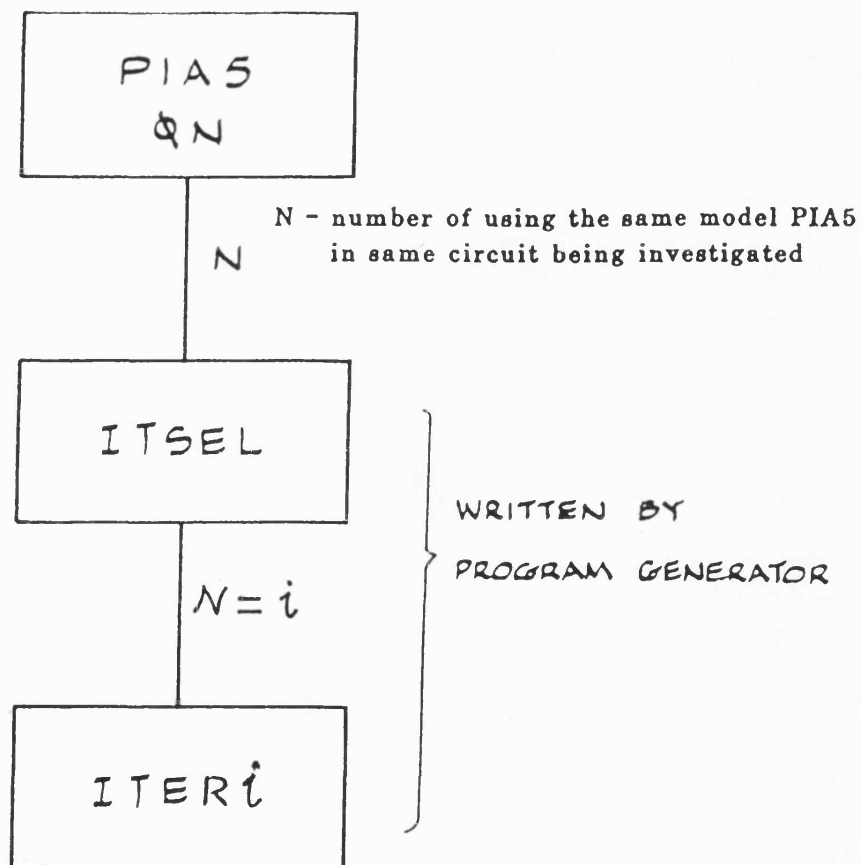 PIA5
ΦN
N - number of using the same model PIA5
in same circuit being investigated
N
ITSEL
WRITTEN BY
PROGRAM GENERATOR
N = i
ITERi